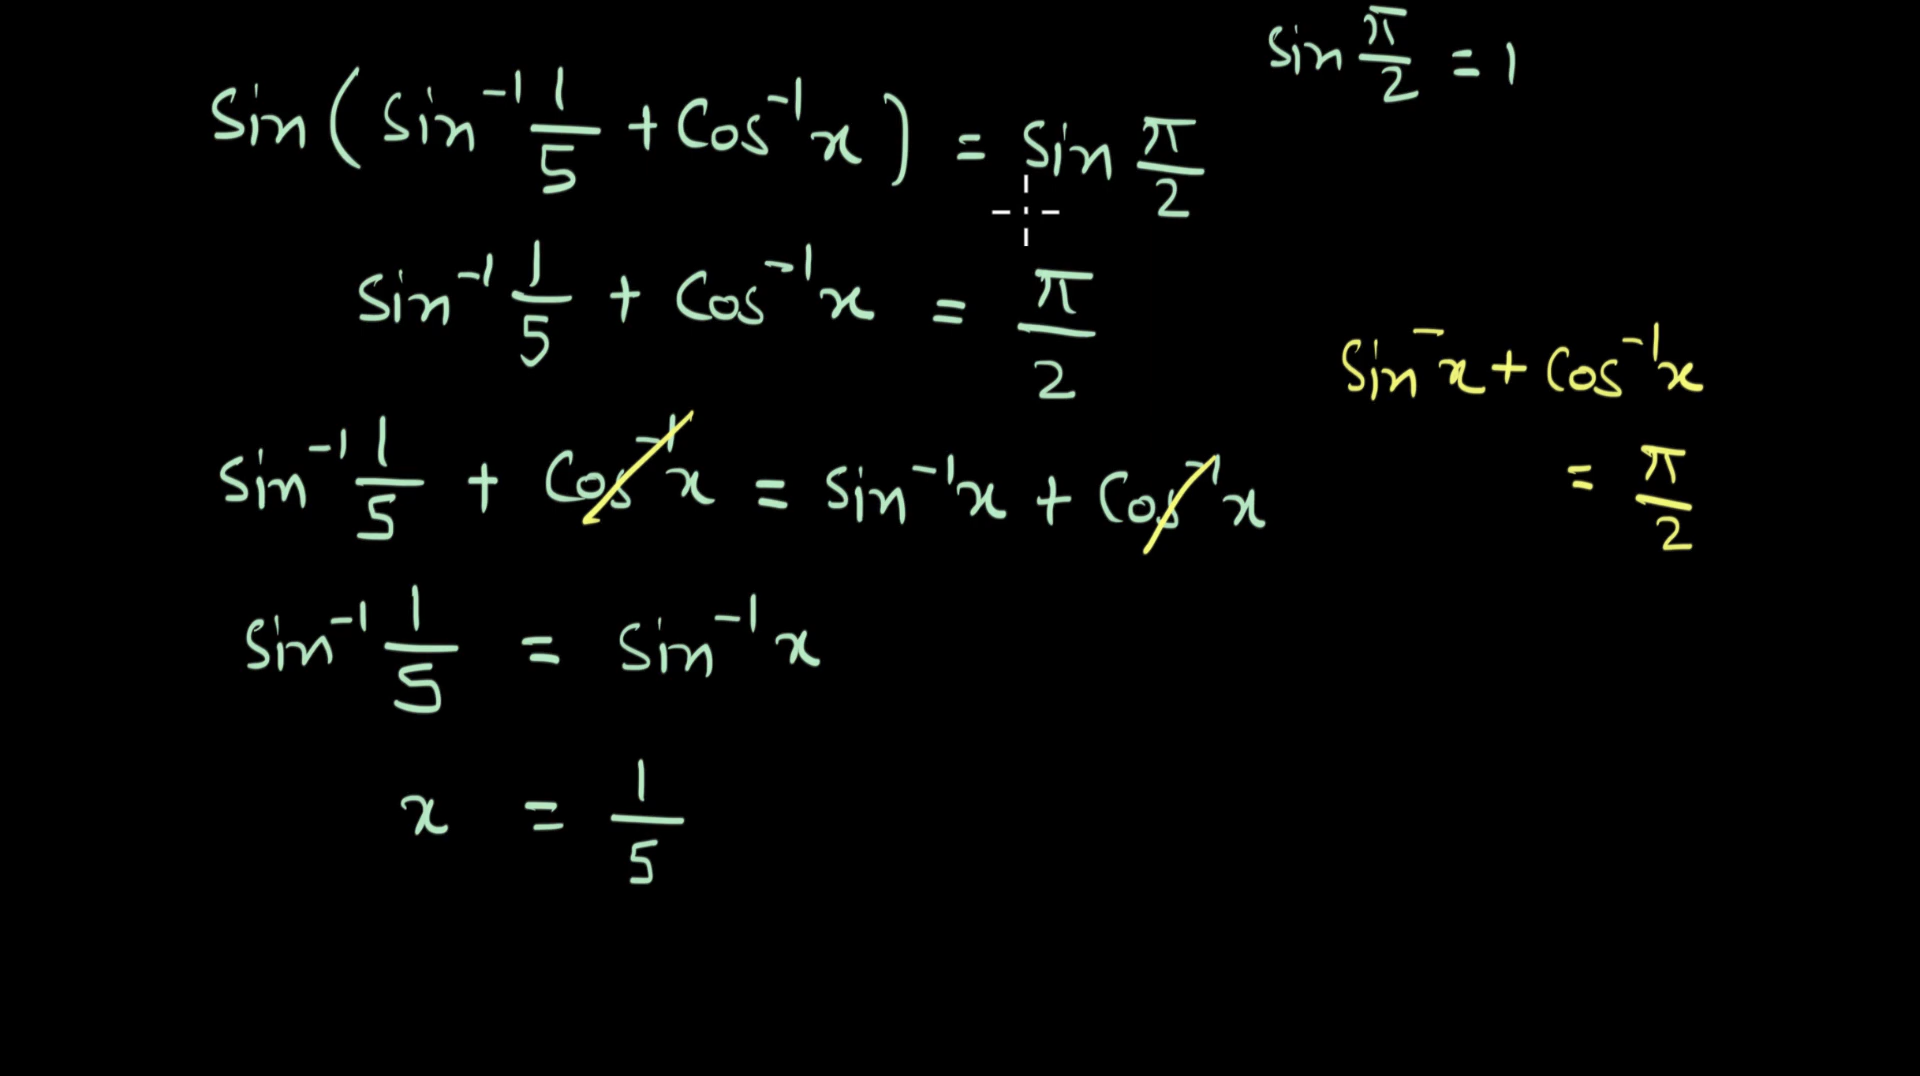 Sin π/2 = 1
Sin(Sin⁻¹ 1/5 + Cos⁻¹x) = Sin π/2
Sin⁻¹ 1/5 + Cos⁻¹x = π/2
Sin⁻x + Cos⁻¹x
= π/2
Sin⁻¹ 1/5 + Cos⁻¹x = Sin⁻¹x + Cos⁻¹x
Sin⁻¹ 1/5 = Sin⁻¹x
x = 1/5